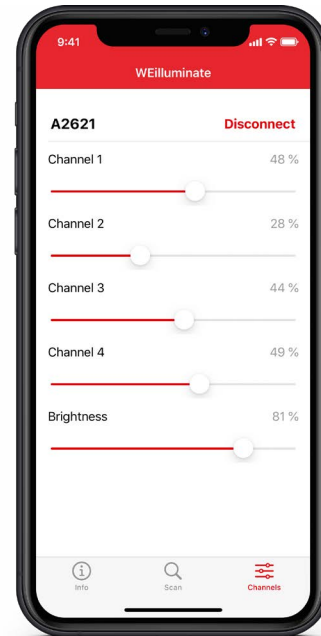 9:41
WEilluminate
A2621 Disconnect
Channel 1 48 %
Channel 2 28 %
Channel 3 44 %
Channel 4 49 %
Brightness 81 %
Info Scan Channels